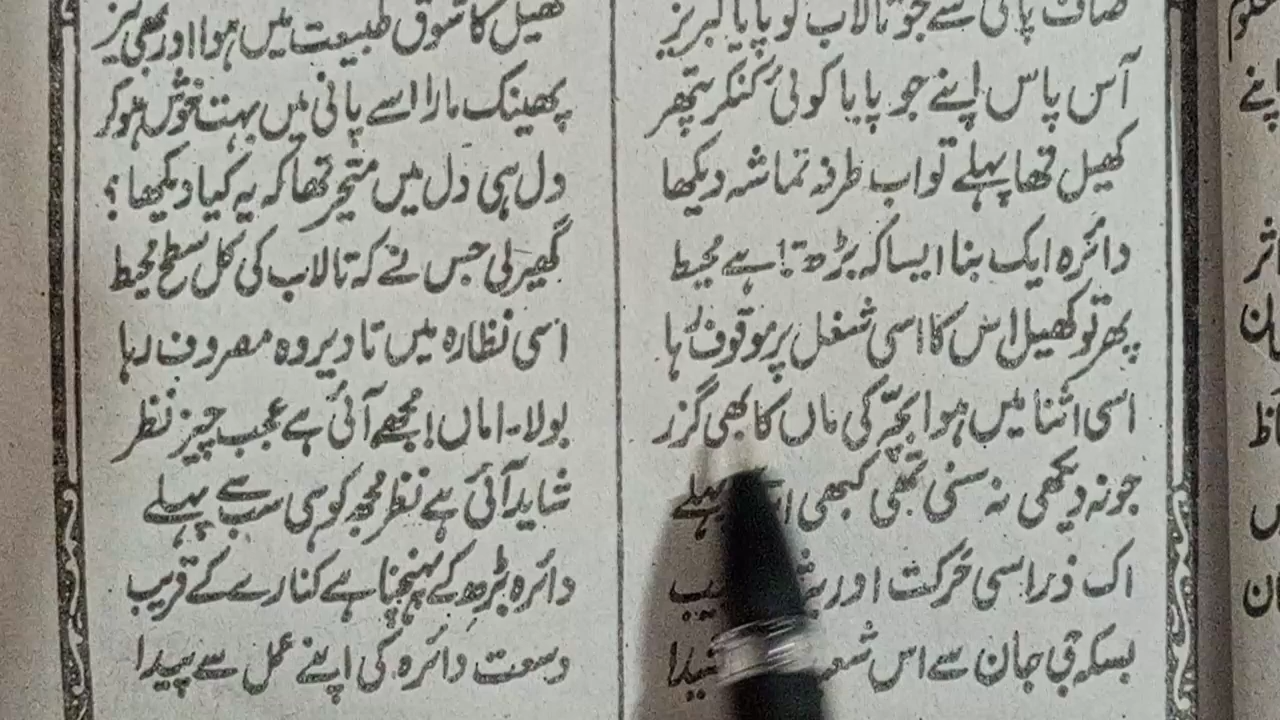 صاف پانی سے جو تالاب کو پایا لبریز
کھیل کا شوق طبیعت میں ہوا اور بھی تیز
آس پاس اپنے جو پایا کوئی کنکر پتھر
پھینک مارا اسے پانی میں بہت خوش ہو کر
کھیل تھا پہلے تو اب طرفہ تماشہ دیکھا
دل ہی دل میں متحیر تھا کہ یہ کیا دیکھا؟
دائرہ ایک بنا ایسا کہ بڑھتا! ہے محیط
گھیر لی جس نے کہ تالاب کی کل سطح محیط
پھر تو کھیل اس کا اسی شغل پر موقوف رہا
اسی نظارہ میں تا دیر وہ مصروف رہا
اسی اثنا میں ہوا بچہ کی ماں کا بھی گزر
بولا۔ اماں! مجھے آئی ہے عجب چیز نظر
جو نہ دیکھی نہ سنی تھی کبھی پہلے
شاید آئی ہے نظر مجھ کو ہی سب سے پہلے
اک ذرا سی حرکت اور
دائرہ بڑھ کے پہنچتا ہے کنارے کے قریب
بسکہ تھی جان سے اس
وسعت دائرہ کی اپنے عمل سے پیدا